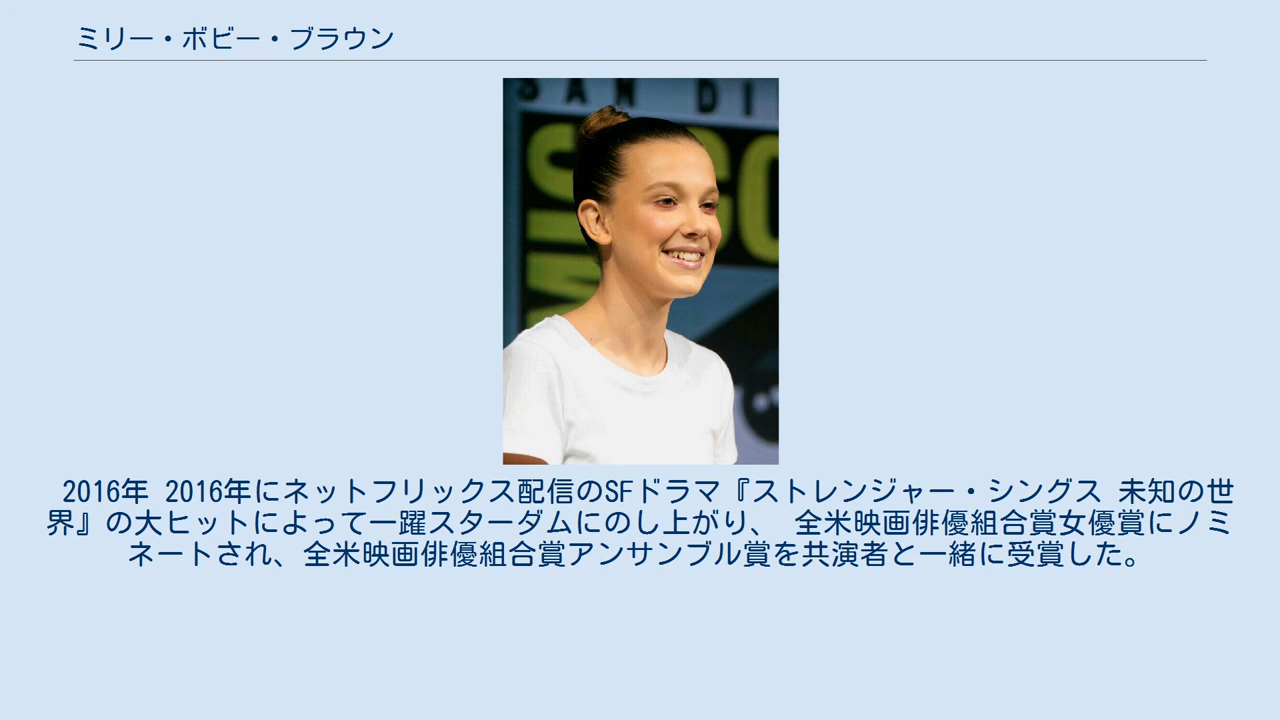 ミリー・ボビー・ブラウン
SAN DI
2016年 2016年にネットフリックス配信のSFドラマ『ストレンジャー・シングス 未知の世
界』の大ヒットによって一躍スターダムにのし上がり、 全米映画俳優組合賞女優賞にノミ
ネートされ、全米映画俳優組合賞アンサンブル賞を共演者と一緒に受賞した。